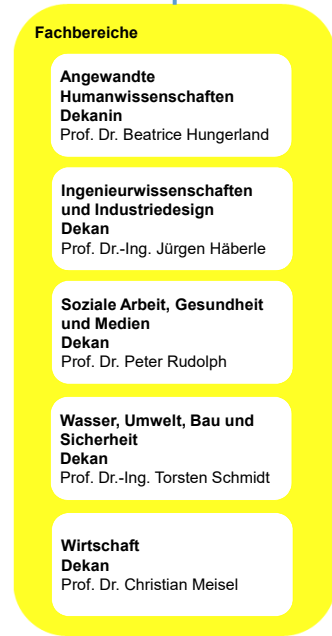 Fachbereiche
Angewandte
Humanwissenschaften
Dekanin
Prof. Dr. Beatrice Hungerland
Ingenieurwissenschaften
und Industriedesign
Dekan
Prof. Dr.-Ing. Jürgen Häberle
Soziale Arbeit, Gesundheit
und Medien
Dekan
Prof. Dr. Peter Rudolph
Wasser, Umwelt, Bau und
Sicherheit
Dekan
Prof. Dr.-Ing. Torsten Schmidt
Wirtschaft
Dekan
Prof. Dr. Christian Meisel